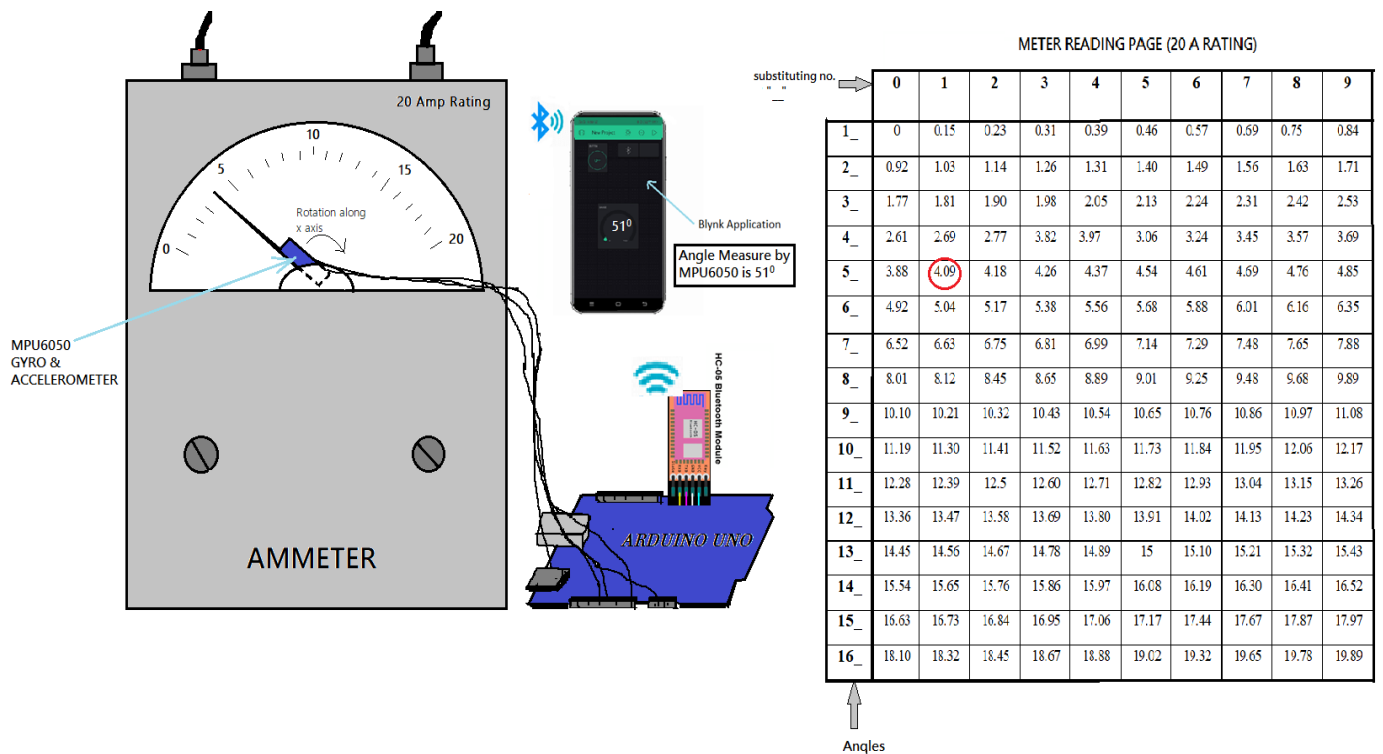 20 Amp Rating
0
5
10
15
20
Rotation along
x axis
MPU6050
GYRO &
ACCELEROMETER
AMMETER
New Project
51⁰
Blynk Application
Angle Measure by
MPU6050 is 51⁰
HC-05 Bluetooth Module
HC-05
ARDUINO UNO
METER READING PAGE (20 A RATING)
substituting no.
" _ "
0 1 2 3 4 5 6 7 8 9
1_ 0 0.15 0.23 0.31 0.39 0.46 0.57 0.69 0.75 0.84
2_ 0.92 1.03 1.14 1.26 1.31 1.40 1.49 1.56 1.63 1.71
3_ 1.77 1.81 1.90 1.98 2.05 2.13 2.24 2.31 2.42 2.53
4_ 2.61 2.69 2.77 3.82 3.97 3.06 3.24 3.45 3.57 3.69
5_ 3.88 4.09 4.18 4.26 4.37 4.54 4.61 4.69 4.76 4.85
6_ 4.92 5.04 5.17 5.38 5.56 5.68 5.88 6.01 6.16 6.35
7_ 6.52 6.63 6.75 6.81 6.99 7.14 7.29 7.48 7.65 7.88
8_ 8.01 8.12 8.45 8.65 8.89 9.01 9.25 9.48 9.68 9.89
9_ 10.10 10.21 10.32 10.43 10.54 10.65 10.76 10.86 10.97 11.08
10_ 11.19 11.30 11.41 11.52 11.63 11.73 11.84 11.95 12.06 12.17
11_ 12.28 12.39 12.5 12.60 12.71 12.82 12.93 13.04 13.15 13.26
12_ 13.36 13.47 13.58 13.69 13.80 13.91 14.02 14.13 14.23 14.34
13_ 14.45 14.56 14.67 14.78 14.89 15 15.10 15.21 15.32 15.43
14_ 15.54 15.65 15.76 15.86 15.97 16.08 16.19 16.30 16.41 16.52
15_ 16.63 16.73 16.84 16.95 17.06 17.17 17.44 17.67 17.87 17.97
16_ 18.10 18.32 18.45 18.67 18.88 19.02 19.32 19.65 19.78 19.89
Angles